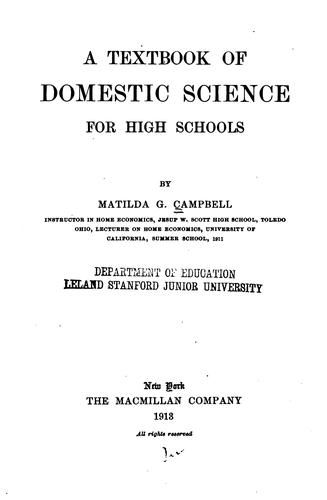 A TEXTBOOK OF
DOMESTIC SCIENCE
FOR HIGH SCHOOLS
BY
MATILDA G. CAMPBELL
INSTRUCTOR IN HOME ECONOMICS, JESUP W. SCOTT HIGH SCHOOL, TOLEDO
OHIO, LECTURER ON HOME ECONOMICS, UNIVERSITY OF
CALIFORNIA, SUMMER SCHOOL, 1911
DEPARTMENT OF EDUCATION
LELAND STANFORD JUNIOR UNIVERSITY
New York
THE MACMILLAN COMPANY
1913
All rights reserved